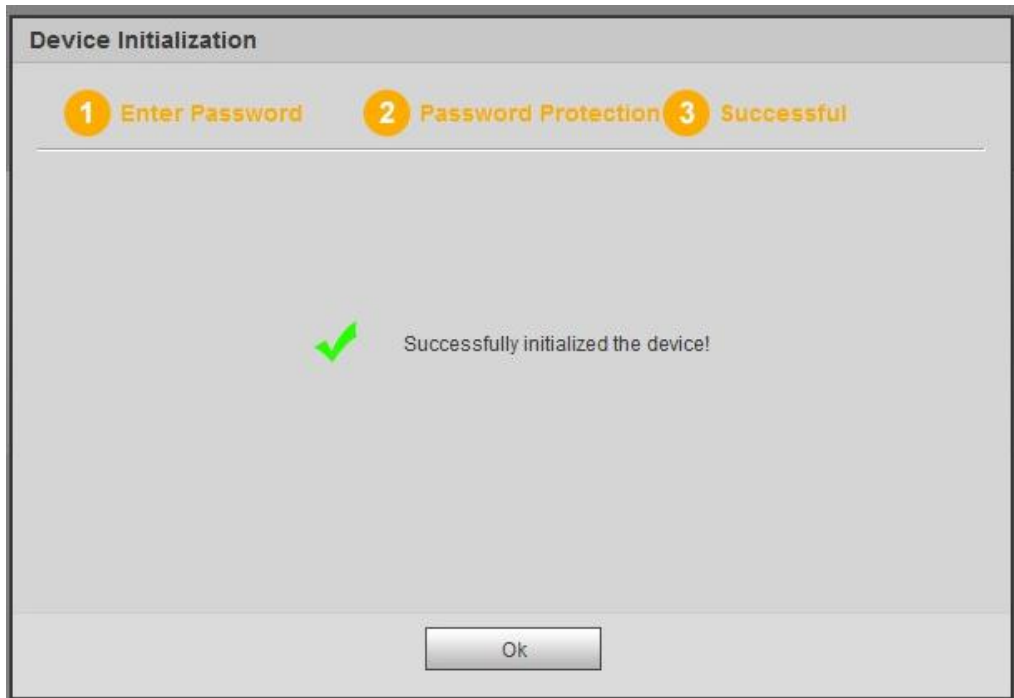 Device Initialization
1 Enter Password 2 Password Protection 3 Successful
Successfully initialized the device!
Ok